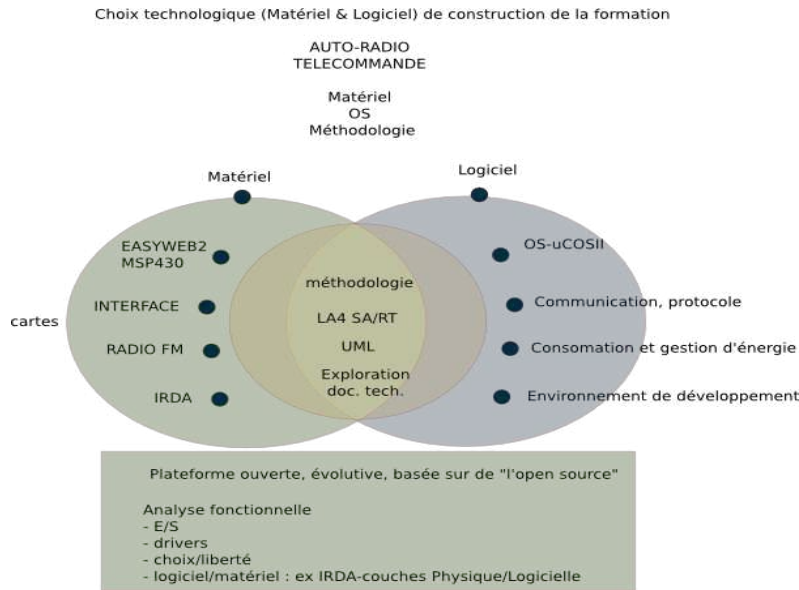 Choix technologique (Matériel & Logiciel) de construction de la formation
AUTO-RADIO
TELECOMMANDE
Matériel
OS
Méthodologie
Matériel
Logiciel
EASYWEB2
MSP430
INTERFACE
cartes
RADIO FM
IRDA
méthodologie
LA4 SA/RT
UML
Exploration
doc. tech.
OS-uCOSII
Communication, protocole
Consomation et gestion d'énergie
Environnement de développement
Plateforme ouverte, évolutive, basée sur de "l'open source"
Analyse fonctionnelle
- E/S
- drivers
- choix/liberté
- logiciel/matériel : ex IRDA-couches Physique/Logicielle